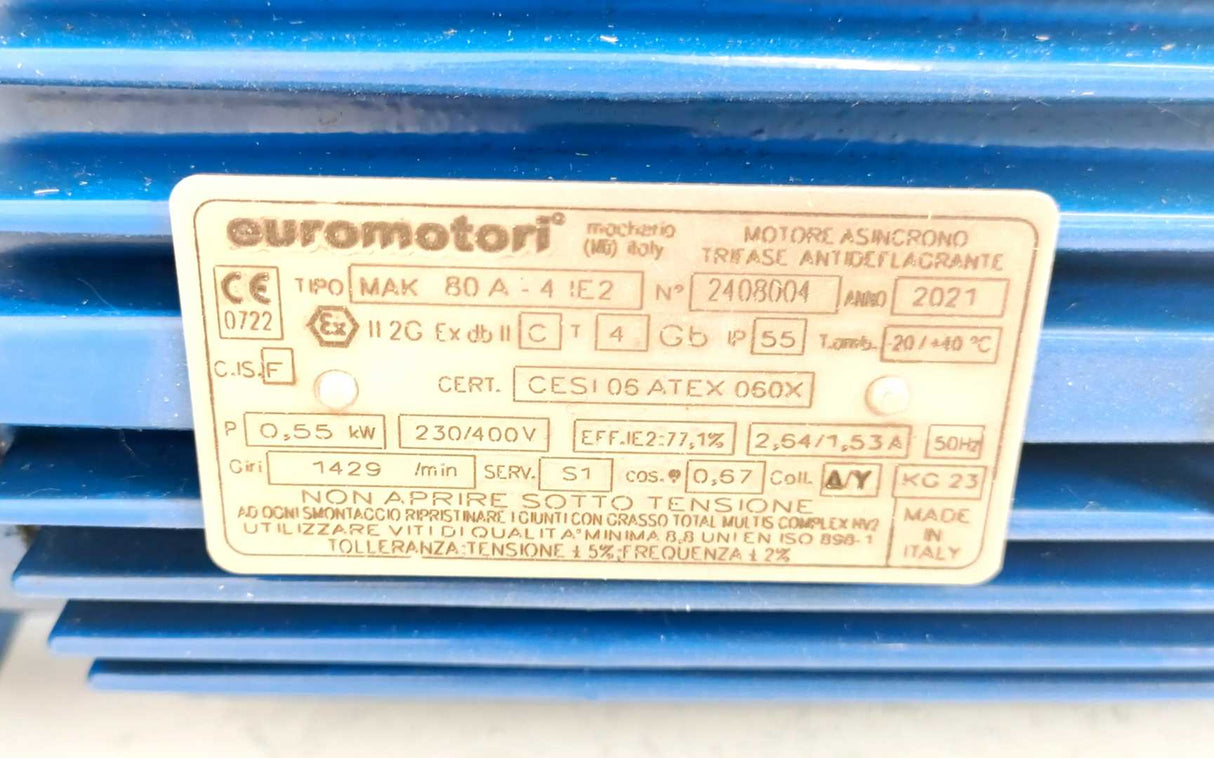 euromotori®
macherio
(MB) italy
MOTORE ASINCRONO
TRIFASE ANTIDEFLAGRANTE
CE
0722
TIPO MAK 80 A - 4 IE2 N° 2408004 ANNO 2021
Ex II 2G Ex db II C T 4 Gb IP 55 T.amb. -20 / +40 °C
C.IS. F
CERT. CESI 06 ATEX 060X
P 0,55 kW 230/400V EFF.IE2:77,1% 2,64/1,53 A 50Hz
Giri 1429 /min SERV. S1 cos.φ 0,67 Coll. Δ/Y KG 23
NON APRIRE SOTTO TENSIONE
AD OGNI SMONTAGGIO RIPRISTINARE I GIUNTI CON GRASSO TOTAL MULTIS COMPLEX HV2
UTILIZZARE VITI DI QUALITA' MINIMA 8.8 UNI EN ISO 898-1
TOLLERANZA:TENSIONE ± 5%;FREQUENZA ± 2%
MADE
IN
ITALY